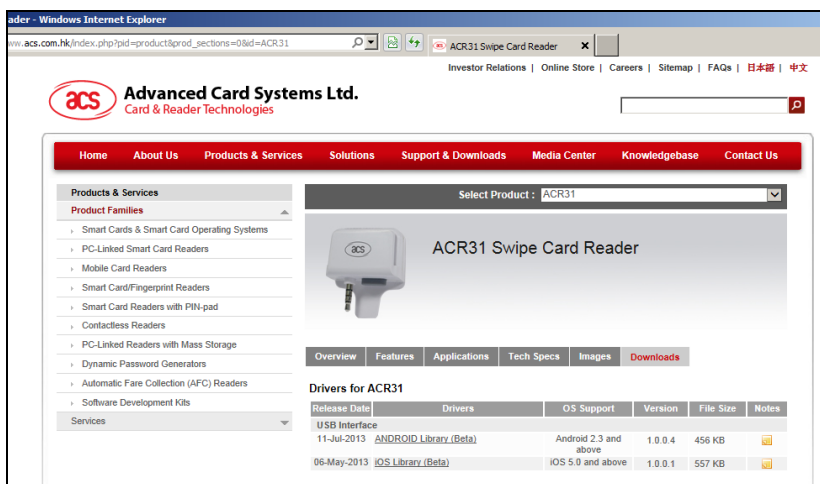 ader - Windows Internet Explorer
ww.acs.com.hk/index.php?pid=product&prod_sections=0&id=ACR31
ACR31 Swipe Card Reader
Investor Relations | Online Store | Careers | Sitemap | FAQs | 日本語 | 中文
acs
Advanced Card Systems Ltd.
Card & Reader Technologies
Home About Us Products & Services Solutions Support & Downloads Media Center Knowledgebase Contact Us
Products & Services
Product Families
Smart Cards & Smart Card Operating Systems
PC-Linked Smart Card Readers
Mobile Card Readers
Smart Card/Fingerprint Readers
Smart Card Readers with PIN-pad
Contactless Readers
PC-Linked Readers with Mass Storage
Dynamic Password Generators
Automatic Fare Collection (AFC) Readers
Software Development Kits
Services
Select Product : ACR31
acs
ACR31 Swipe Card Reader
Overview Features Applications Tech Specs Images Downloads
Drivers for ACR31
Release Date Drivers OS Support Version File Size Notes
USB Interface
11-Jul-2013 ANDROID Library (Beta) Android 2.3 and above 1.0.0.4 456 KB
06-May-2013 iOS Library (Beta) iOS 5.0 and above 1.0.0.1 557 KB